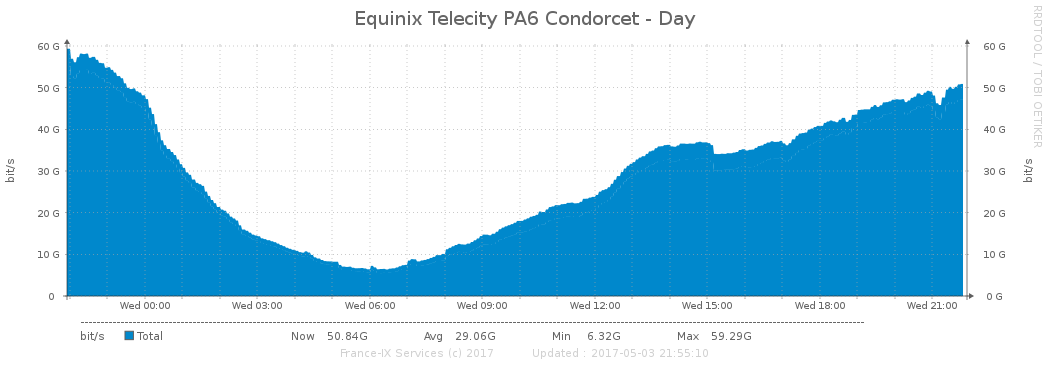 Equinix Telecity PA6 Condorcet - Day
RRDTOOL / TOBI OETIKER
60 G 60 G
50 G 50 G
40 G 40 G
30 G 30 G
20 G 20 G
10 G 10 G
0 0 G
bit/s
bit/s
Wed 00:00 Wed 03:00 Wed 06:00 Wed 09:00 Wed 12:00 Wed 15:00 Wed 18:00 Wed 21:00
bit/s Total Now 50.84G Avg 29.06G Min 6.32G Max 59.29G
France-IX Services (c) 2017 Updated : 2017-05-03 21:55:10